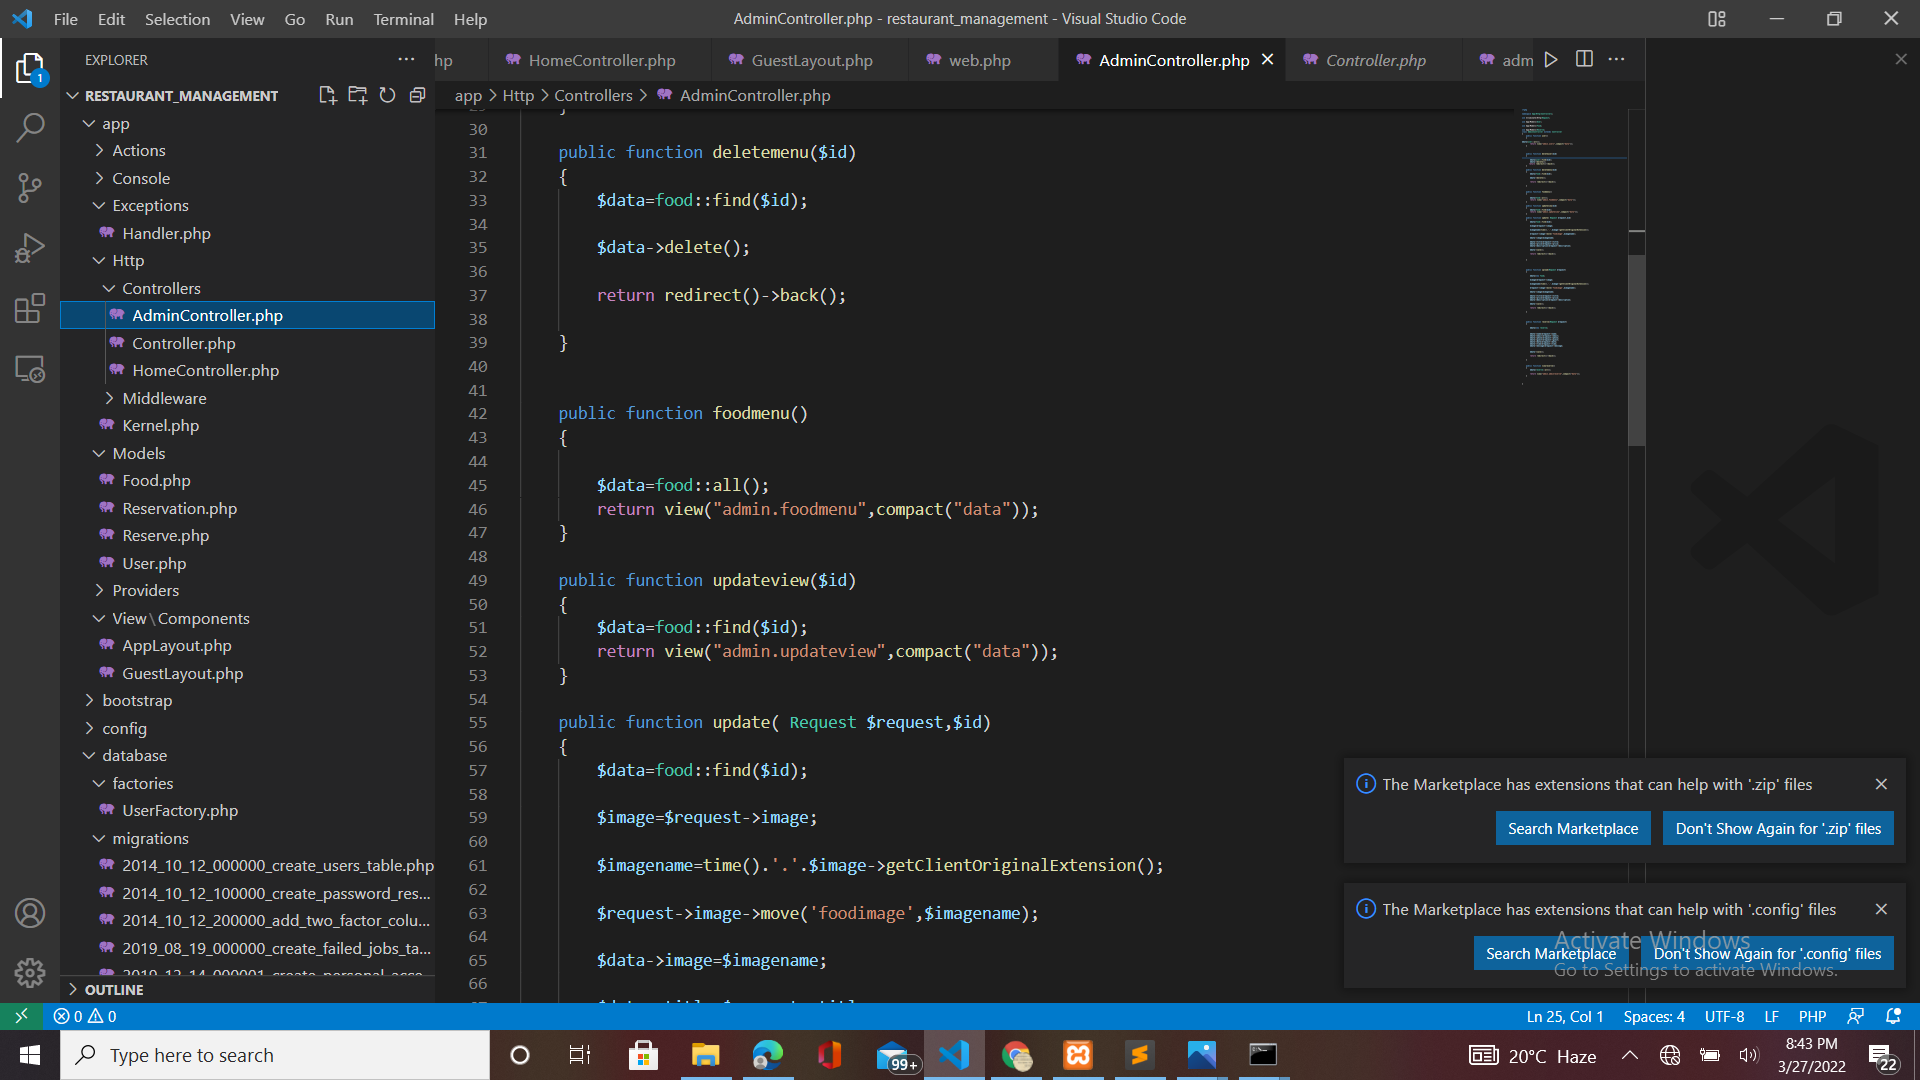 File Edit Selection View Go Run Terminal Help
AdminController.php - restaurant_management - Visual Studio Code
EXPLORER
hp
HomeController.php
GuestLayout.php
web.php
AdminController.php
Controller.php
adm
1
RESTAURANT_MANAGEMENT
app
Actions
Console
Exceptions
Handler.php
Http
Controllers
AdminController.php
Controller.php
HomeController.php
Middleware
Kernel.php
Models
Food.php
Reservation.php
Reserve.php
User.php
Providers
View\Components
AppLayout.php
GuestLayout.php
bootstrap
config
database
factories
UserFactory.php
migrations
2014_10_12_000000_create_users_table.php
2014_10_12_100000_create_password_res...
2014_10_12_200000_add_two_factor_colu...
2019_08_19_000000_create_failed_jobs_ta...
2019_12_14_000001_create_personal_acce...
OUTLINE
app > Http > Controllers > AdminController.php
30
31 public function deletemenu($id)
32 {
33 $data=food::find($id);
34
35 $data->delete();
36
37 return redirect()->back();
38
39 }
40
41
42 public function foodmenu()
43 {
44
45 $data=food::all();
46 return view("admin.foodmenu",compact("data"));
47 }
48
49 public function updateview($id)
50 {
51 $data=food::find($id);
52 return view("admin.updateview",compact("data"));
53 }
54
55 public function update( Request $request,$id)
56 {
57 $data=food::find($id);
58
59 $image=$request->image;
60
61 $imagename=time().'.'.$image->getClientOriginalExtension();
62
63 $request->image->move('foodimage',$imagename);
64
65 $data->image=$imagename;
66
The Marketplace has extensions that can help with '.zip' files
Search Marketplace
Don't Show Again for '.zip' files
The Marketplace has extensions that can help with '.config' files
Search Marketplace
Don't Show Again for '.config' files
Activate Windows
Go to Settings to activate Windows.
0 0
Ln 25, Col 1 Spaces: 4 UTF-8 LF PHP
Type here to search
99+
20°C Haze
8:43 PM
3/27/2022
22